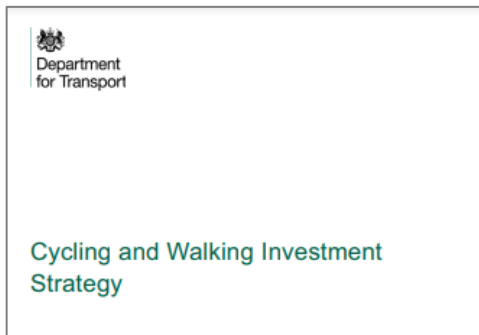 Department
for Transport
Cycling and Walking Investment
Strategy